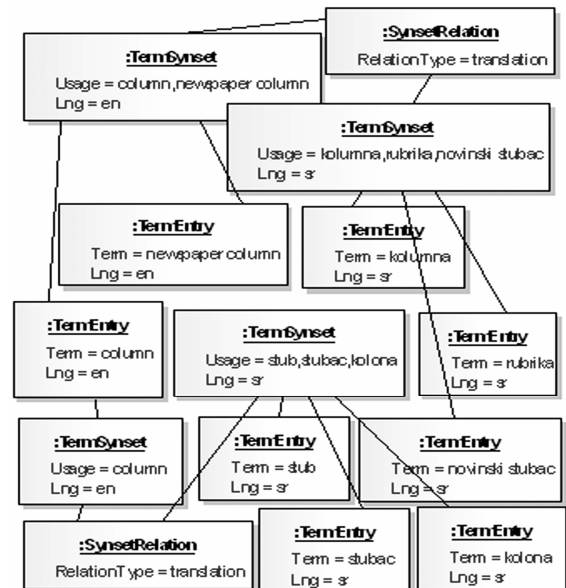 :TermSynset
Usage = column,newspaper column
Lng = en
:SynsetRelation
RelationType = translation
:TermSynset
Usage = kolumna,rubrika,novinski stubac
Lng = sr
:TermEntry
Term = newspaper column
Lng = en
:TermEntry
Term = kolumna
Lng = sr
:TermEntry
Term = column
Lng = en
:TermSynset
Usage = stub,stubac,kolona
Lng = sr
:TermEntry
Term = rubrika
Lng = sr
:TermSynset
Usage = column
Lng = en
:TermEntry
Term = stub
Lng = sr
:TermEntry
Term = novinski stubac
Lng = sr
:SynsetRelation
RelationType = translation
:TermEntry
Term = stubac
Lng = sr
:TermEntry
Term = kolona
Lng = sr